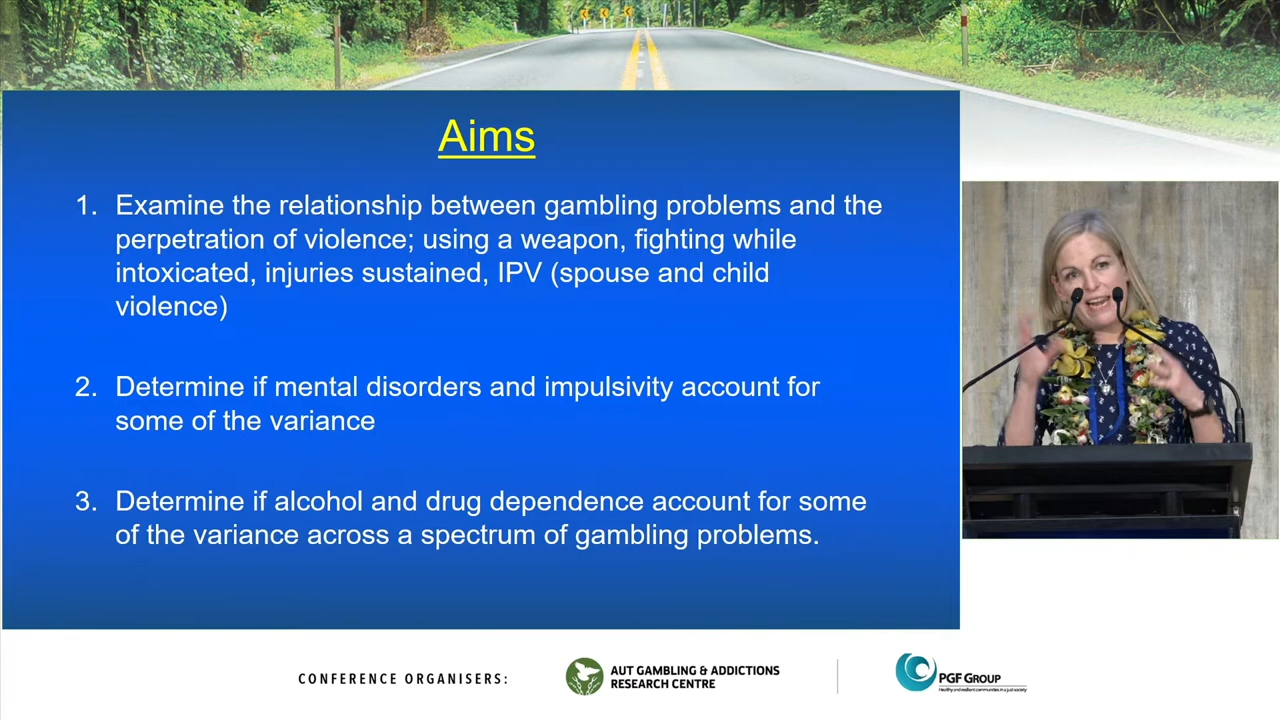 Aims
1. Examine the relationship between gambling problems and the
perpetration of violence; using a weapon, fighting while
intoxicated, injuries sustained, IPV (spouse and child
violence)
2. Determine if mental disorders and impulsivity account for
some of the variance
3. Determine if alcohol and drug dependence account for some
of the variance across a spectrum of gambling problems.
CONFERENCE ORGANISERS:
AUT GAMBLING & ADDICTIONS
RESEARCH CENTRE
PGF GROUP
Healthy and resilient communities in a just society